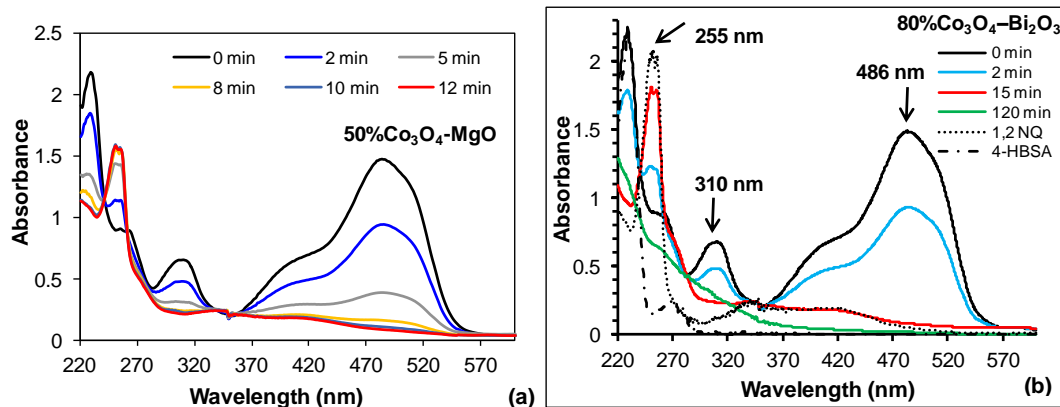 2.5
2
1.5
1
0.5
0
Absorbance
0 min 2 min 5 min
8 min 10 min 12 min
50%Co₃O₄-MgO
220 270 320 370 420 470 520 570
Wavelength (nm)
(a)
2
1.5
1
0.5
0
Absorbance
80%Co₃O₄–Bi₂O₃
255 nm
310 nm
486 nm
0 min
2 min
15 min
120 min
1,2 NQ
4-HBSA
220 270 320 370 420 470 520 570
Wavelength (nm)
(b)